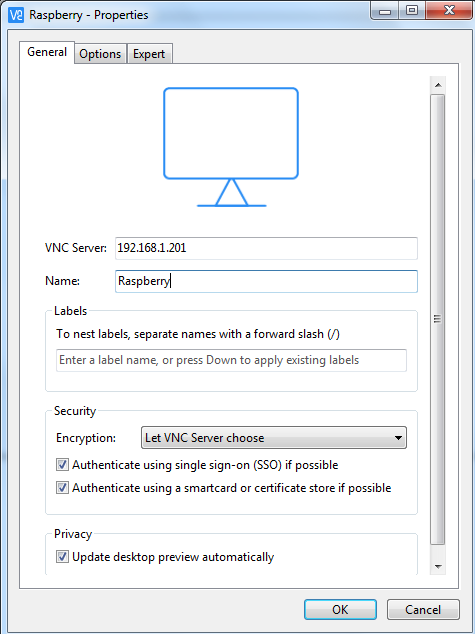 Raspberry - Properties
General Options Expert
VNC Server: 192.168.1.201
Name: Raspberry
Labels
To nest labels, separate names with a forward slash (/)
Enter a label name, or press Down to apply existing labels
Security
Encryption: Let VNC Server choose
Authenticate using single sign-on (SSO) if possible
Authenticate using a smartcard or certificate store if possible
Privacy
Update desktop preview automatically
OK Cancel